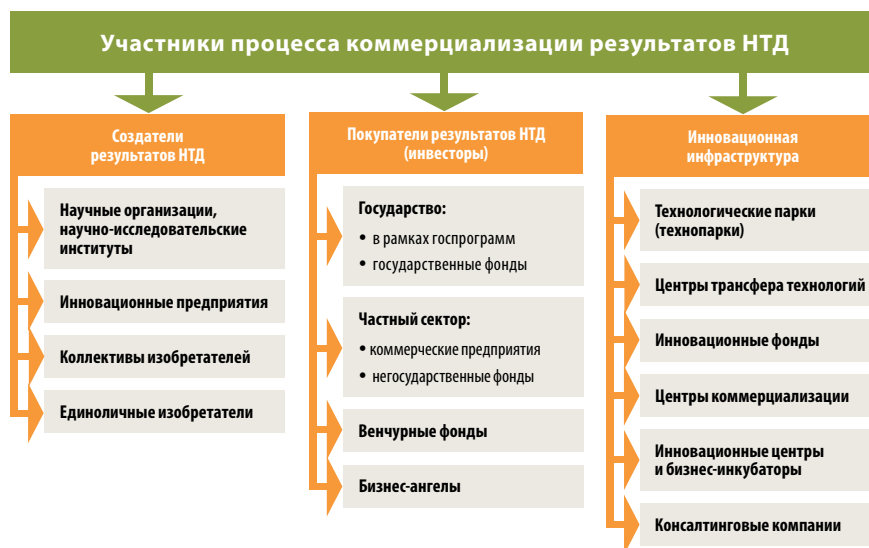 Участники процесса коммерциализации результатов НТД
Создатели
результатов НТД
Научные организации,
научно-исследовательские
институты
Инновационные предприятия
Коллективы изобретателей
Единоличные изобретатели
Покупатели результатов НТД
(инвесторы)
Государство:
• в рамках госпрограмм
• государственные фонды
Частный сектор:
• коммерческие предприятия
• негосударственные фонды
Венчурные фонды
Бизнес-ангелы
Инновационная
инфраструктура
Технологические парки
(технопарки)
Центры трансфера технологий
Инновационные фонды
Центры коммерциализации
Инновационные центры
и бизнес-инкубаторы
Консалтинговые компании